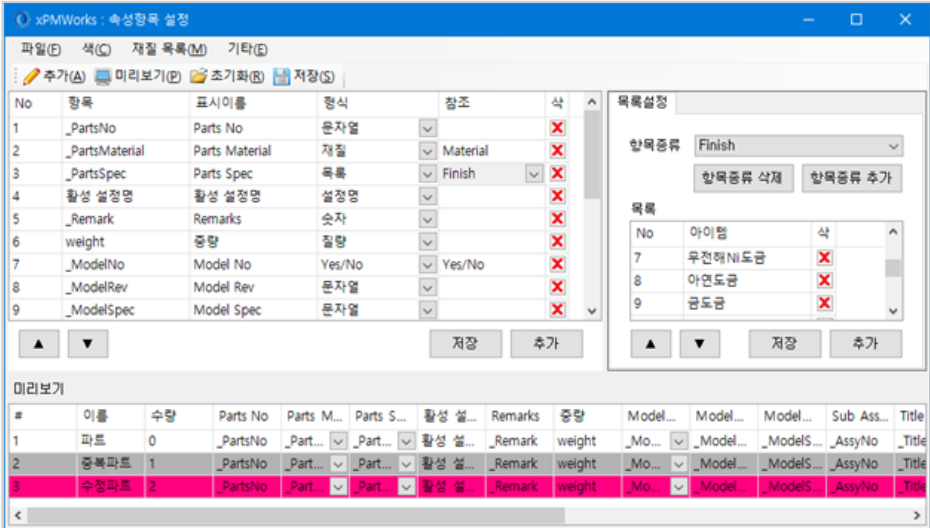 xPMWorks : 속성항목 설정
파일(F) 색(C) 재질 목록(M) 기타(E)
추가(A) 미리보기(P) 초기화(R) 저장(S)
No 항목 표시이름 형식 참조 삭
1 _PartsNo Parts No 문자열
2 _PartsMaterial Parts Material 재질 Material
3 _PartsSpec Parts Spec 목록 Finish
4 활성 설정명 활성 설정명 설정명
5 _Remark Remarks 숫자
6 weight 중량 질량
7 _ModelNo Model No Yes/No Yes/No
8 _ModelRev Model Rev 문자열
9 _ModelSpec Model Spec 문자열
▲ ▼ 저장 추가
목록설정
항목종류 Finish
항목종류 삭제 항목종류 추가
목록
No 아이템 삭
7 무전해Ni도금
8 아연도금
9 금도금
▲ ▼ 저장 추가
미리보기
# 이름 수량 Parts No Parts M... Parts S... 활성 설... Remarks 중량 Model... Model... Model... Sub Ass... Title
1 파트 0 _PartsNo _Part... _Part... 활성 설... _Remark weight _Mo... _Model... _ModelS... _AssyNo _Title
2 중복파트 1 _PartsNo _Part... _Part... 활성 설... _Remark weight _Mo... _Model... _ModelS... _AssyNo _Title
3 수정파트 2 _PartsNo _Part... _Part... 활성 설... _Remark weight _Mo... _Model... _ModelS... _AssyNo _Title